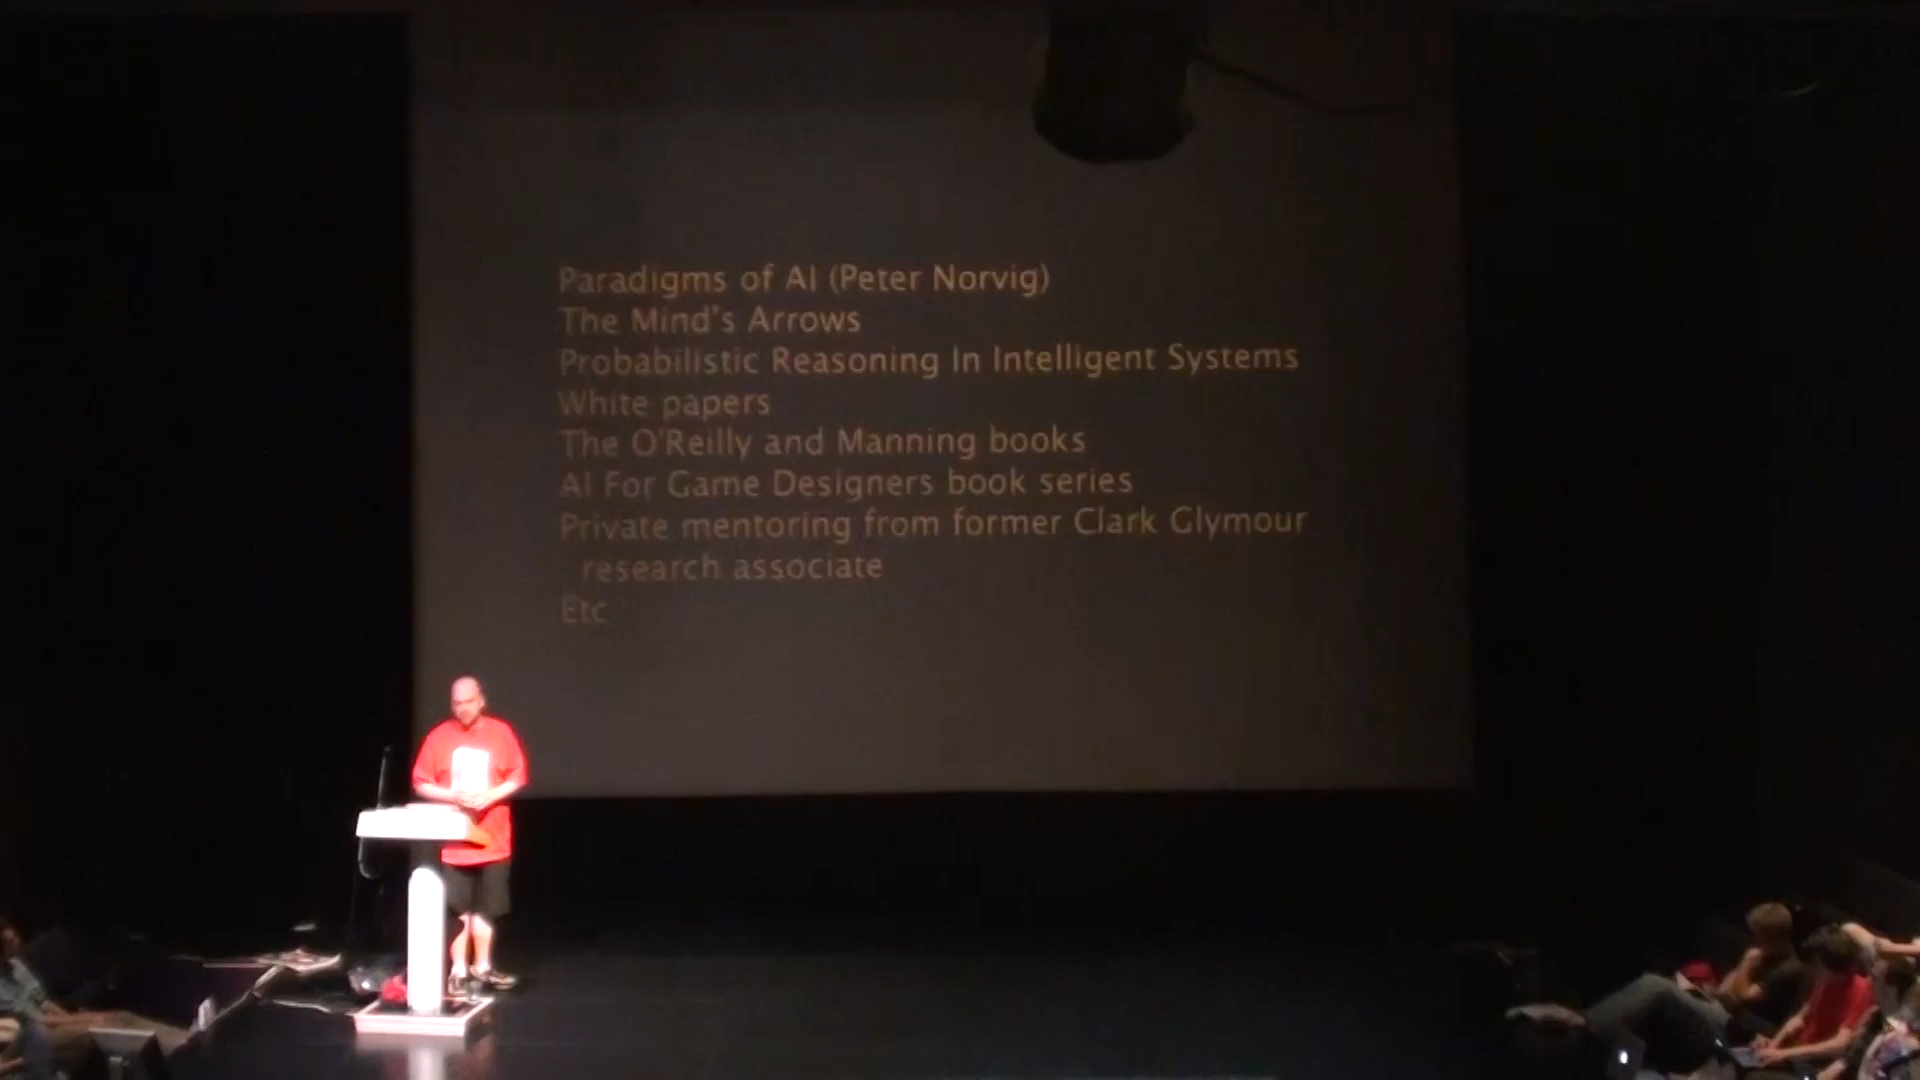 Paradigms of AI (Peter Norvig)
The Mind's Arrows
Probabilistic Reasoning In Intelligent Systems
White papers
The O'Reilly and Manning books
AI For Game Designers book series
Private mentoring from former Clark Glymour
research associate
Etc